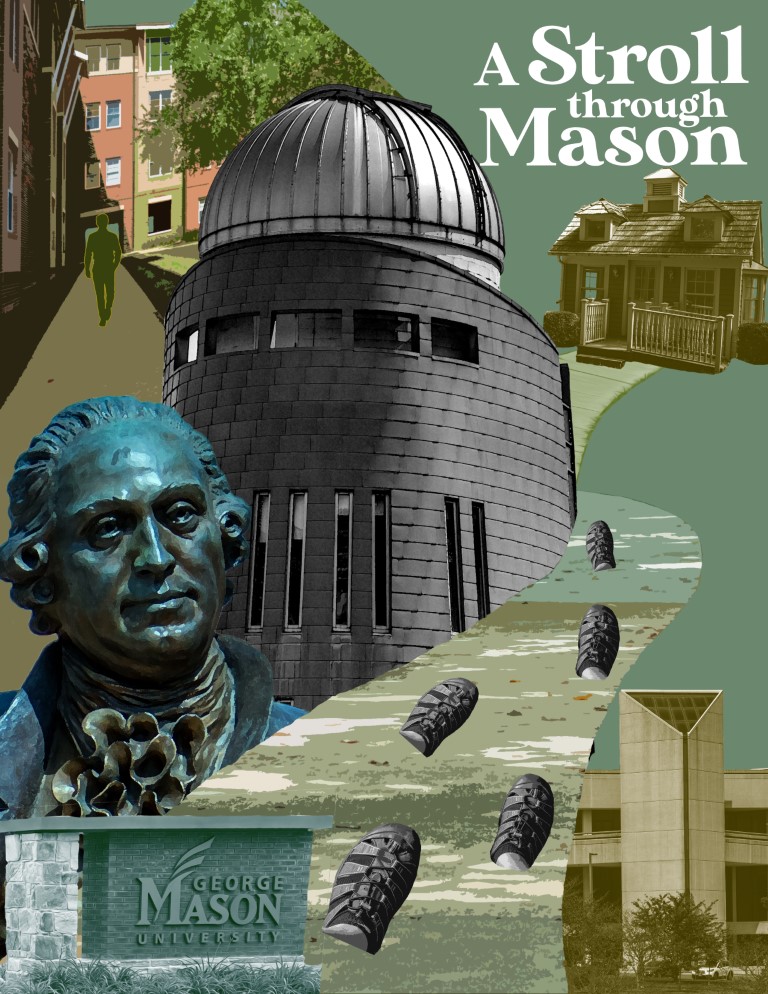 A Stroll
through
Mason
GEORGE
MASON
UNIVERSITY